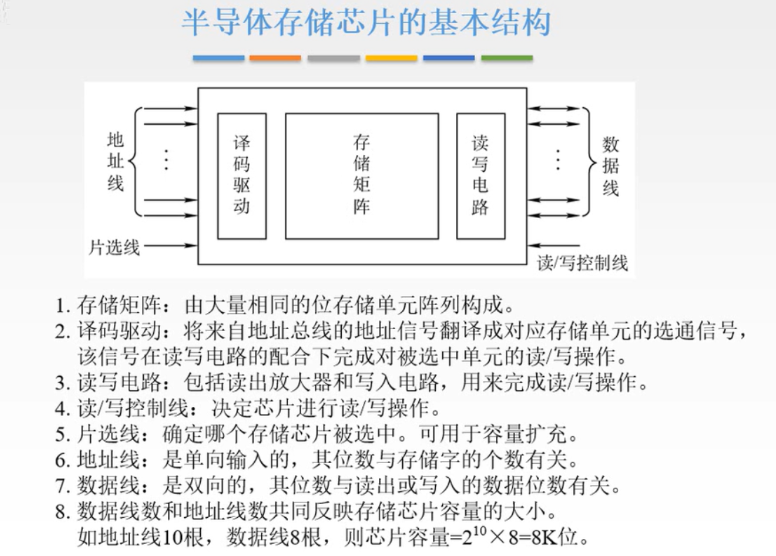 半导体存储芯片的基本结构
地址线
译码驱动
存储矩阵
读写电路
数据线
片选线
读/写控制线
1. 存储矩阵：由大量相同的位存储单元阵列构成。
2. 译码驱动：将来自地址总线的地址信号翻译成对应存储单元的选通信号，
该信号在读写电路的配合下完成对被选中单元的读/写操作。
3. 读写电路：包括读出放大器和写入电路，用来完成读/写操作。
4. 读/写控制线：决定芯片进行读/写操作。
5. 片选线：确定哪个存储芯片被选中。可用于容量扩充。
6. 地址线：是单向输入的，其位数与存储字的个数有关。
7. 数据线：是双向的，其位数与读出或写入的数据位数有关。
8. 数据线数和地址线数共同反映存储芯片容量的大小。
如地址线10根，数据线8根，则芯片容量=2¹⁰×8=8K位。